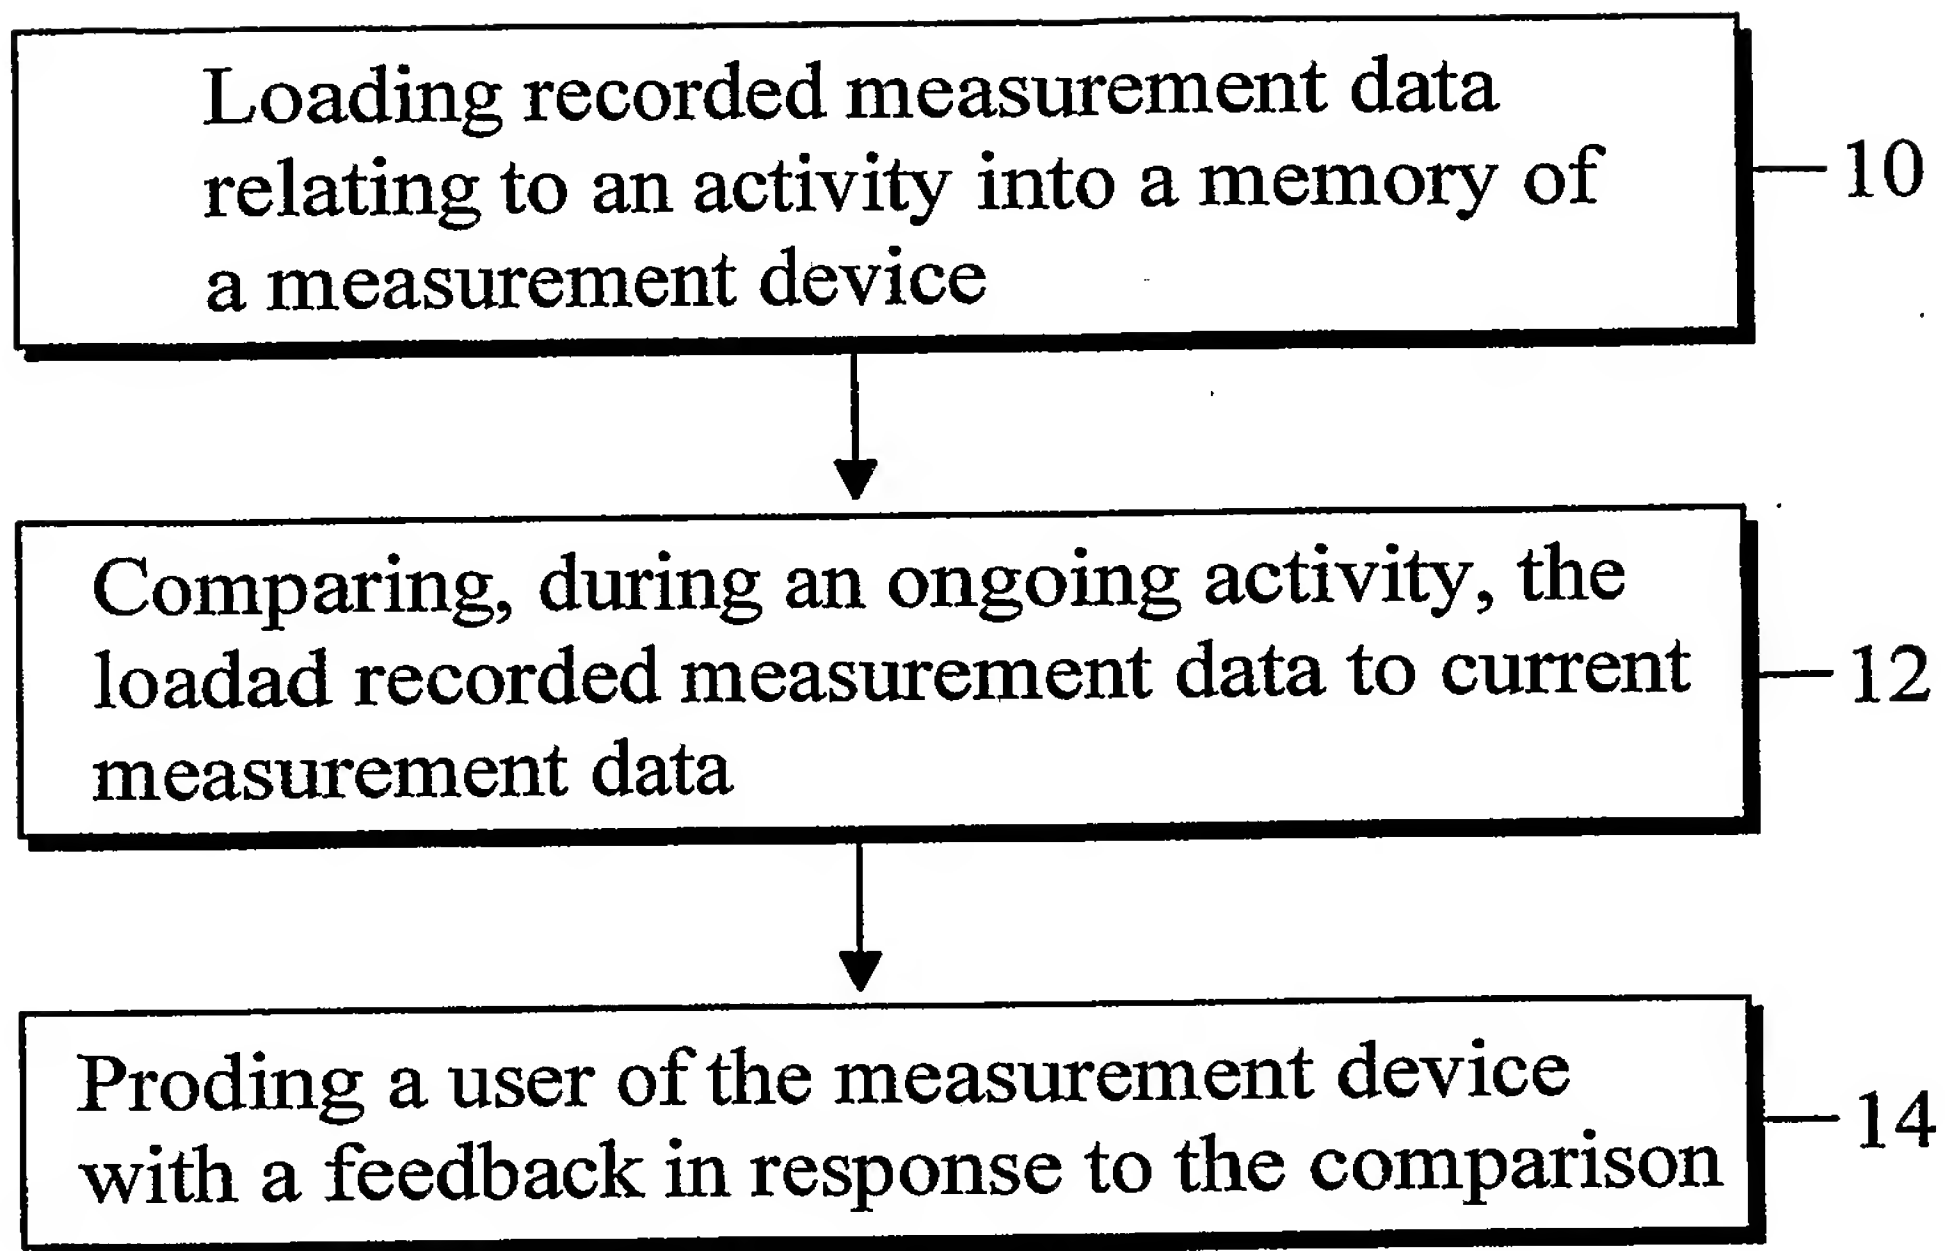 Loading recorded measurement data
relating to an activity into a memory of
a measurement device
10
Comparing, during an ongoing activity, the
loadad recorded measurement data to current
measurement data
12
Proding a user of the measurement device
with a feedback in response to the comparison
14